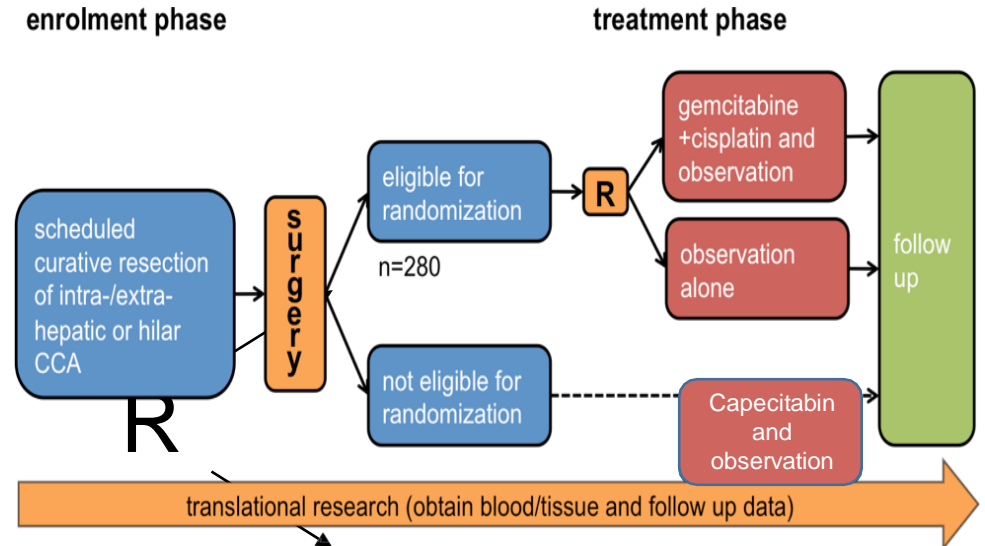 enrolment phase
treatment phase
scheduled
curative resection
of intra-/extra-
hepatic or hilar
CCA
R
surgery
eligible for
randomization
n=280
not eligible for
randomization
R
gemcitabine
+cisplatin and
observation
observation
alone
Capecitabin
and
observation
follow
up
translational research (obtain blood/tissue and follow up data)